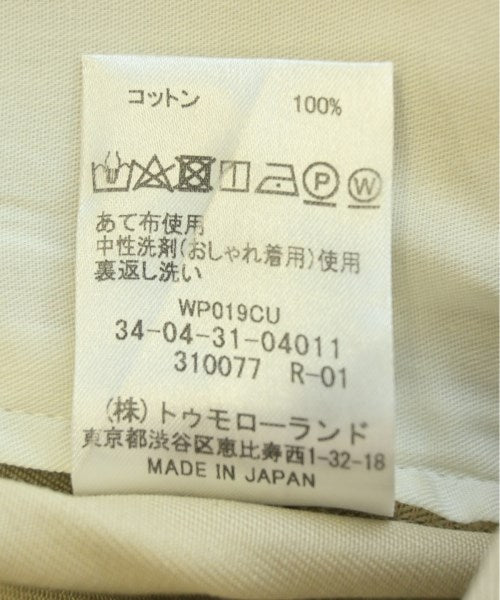 コットン 100%
P W
あて布使用
中性洗剤(おしゃれ着用)使用
裏返し洗い
WP019CU
34-04-31-04011
310077 R-01
(株)トゥモローランド
東京都渋谷区恵比寿西1-32-18
MADE IN JAPAN